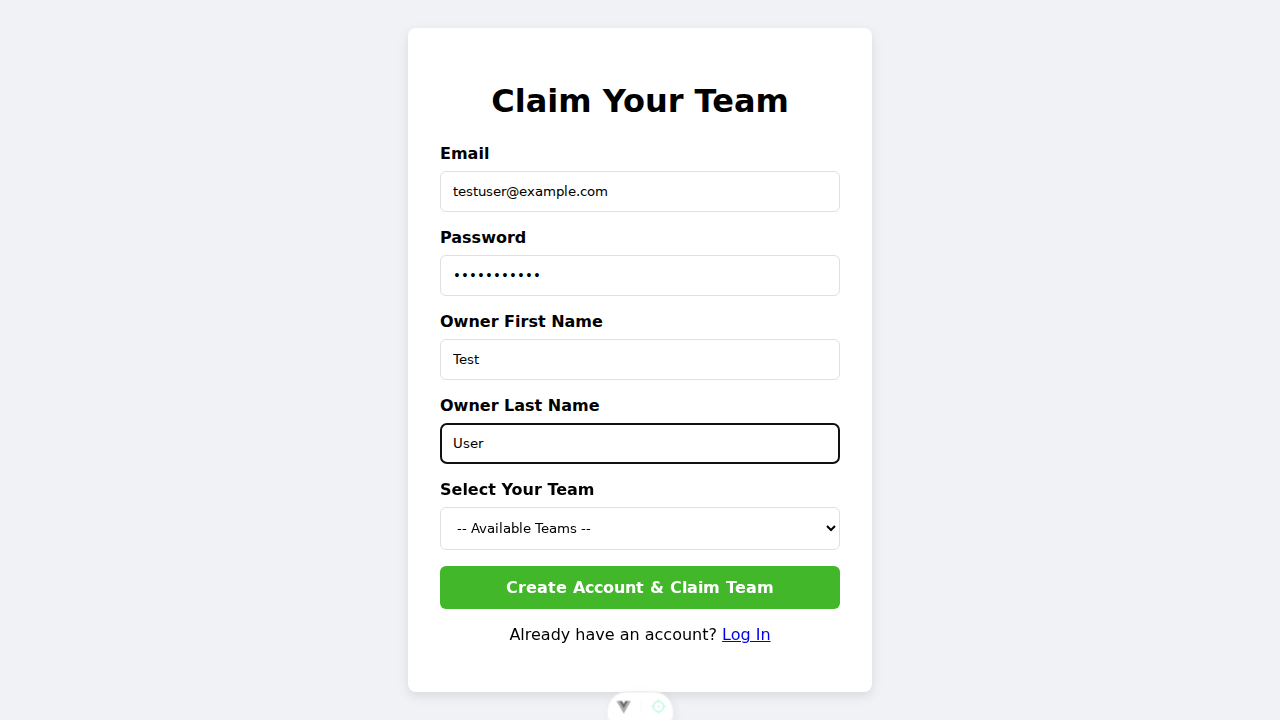 Claim Your Team
Email
testuser@example.com
Password
•••••••••••
Owner First Name
Test
Owner Last Name
User
Select Your Team
-- Available Teams --
Create Account & Claim Team
Already have an account? Log In